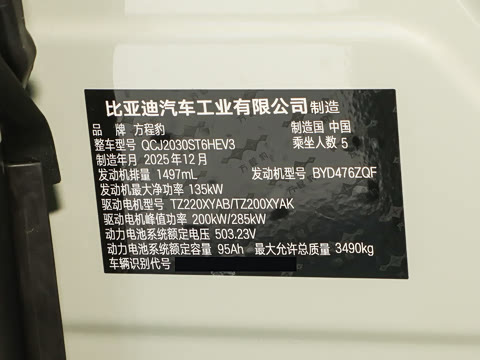 比亚迪汽车工业有限公司 制造
品 牌 方程豹 制造国 中国
整车型号 QCJ2030ST6HEV3 乘坐人数 5
制造年月 2025年12月
发动机排量 1497mL 发动机型号 BYD476ZQF
发动机最大净功率 135kW
驱动电机型号 TZ220XYAB/TZ200XYAK
驱动电机峰值功率 200kW/285kW
动力电池系统额定电压 503.23V
动力电池系统额定容量 95Ah 最大允许总质量 3490kg
车辆识别代号